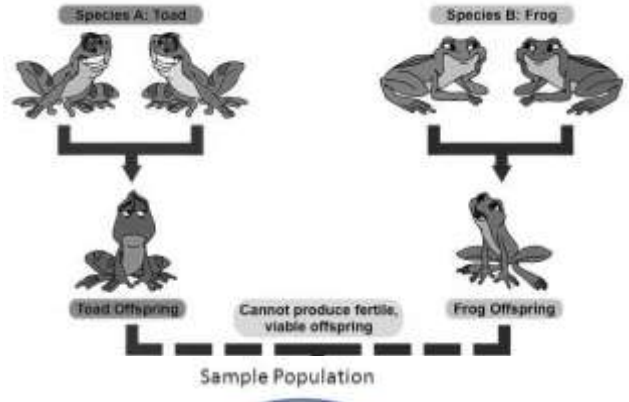 Species A: Toad
Species B: Frog
Toad Offspring
Cannot produce fertile,
viable offspring
Frog Offspring
Sample Population